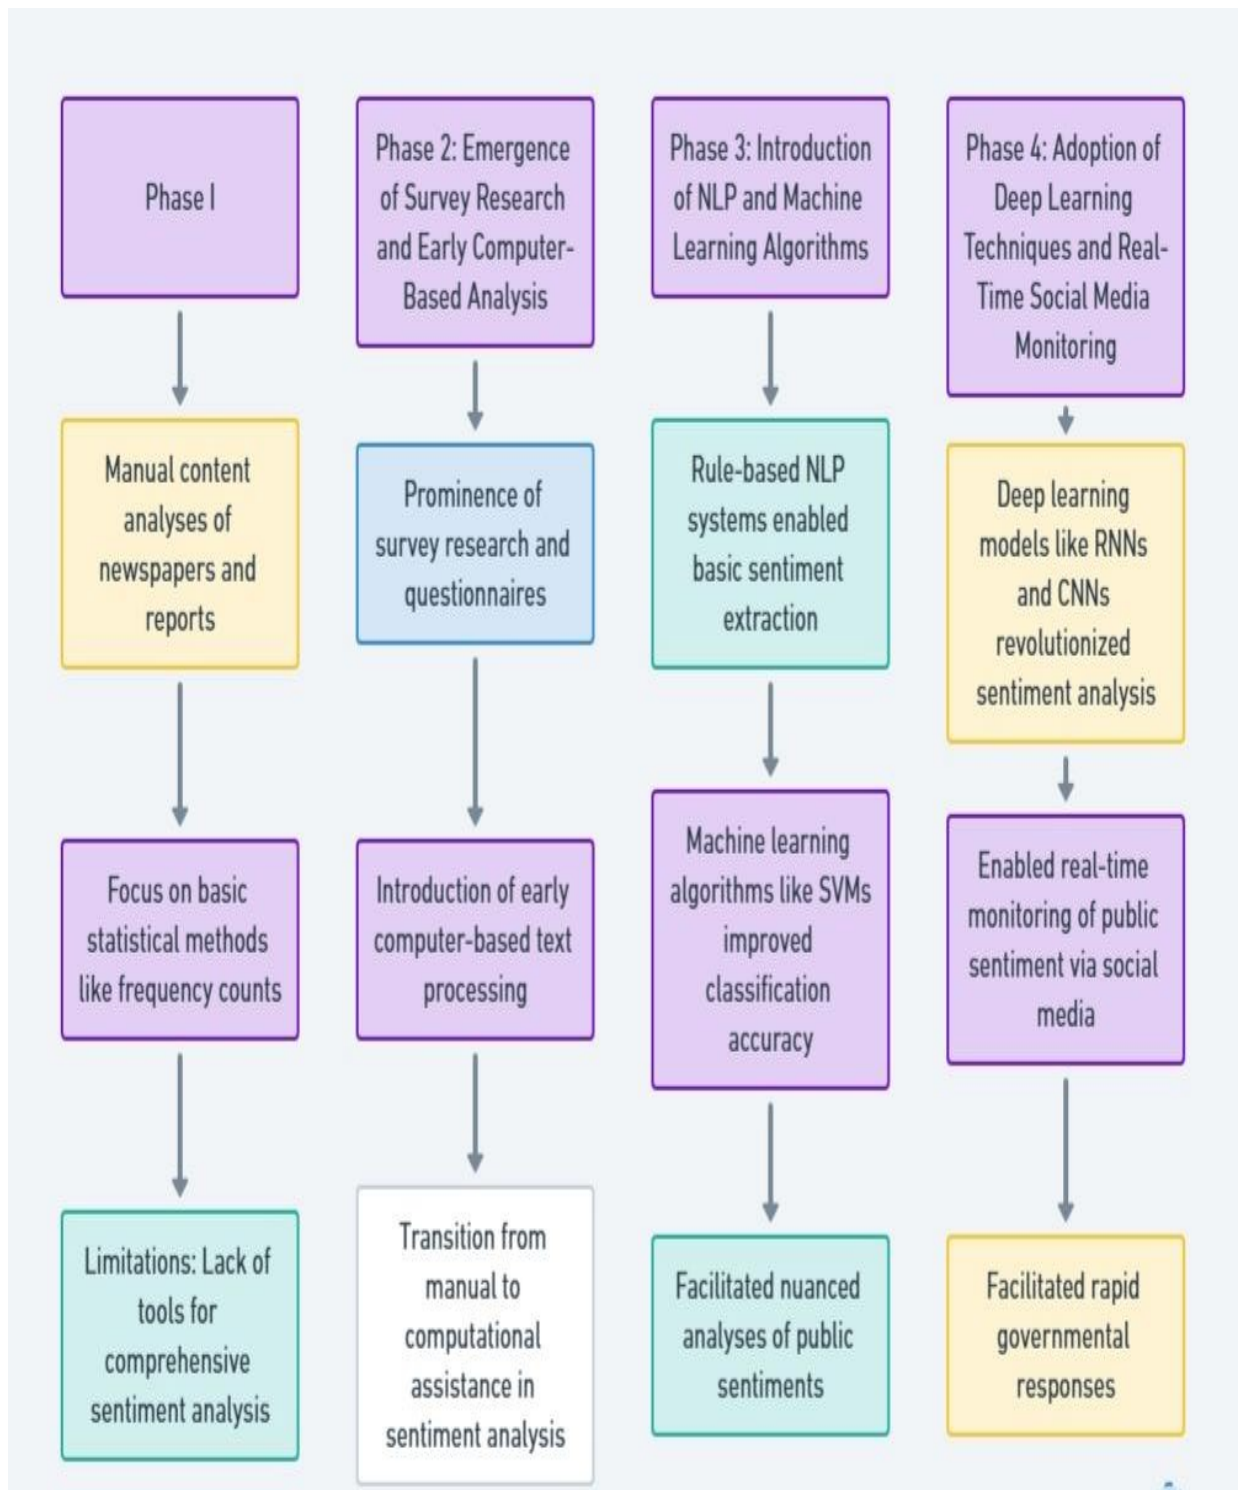 Phase I
Manual content
analyses of
newspapers and
reports
Focus on basic
statistical methods
like frequency counts
Limitations: Lack of
tools for
comprehensive
sentiment analysis
Phase 2: Emergence
of Survey Research
and Early Computer-
Based Analysis
Prominence of
survey research and
questionnaires
Introduction of early
computer-based text
processing
Transition from
manual to
computational
assistance in
sentiment analysis
Phase 3: Introduction
of NLP and Machine
Learning Algorithms
Rule-based NLP
systems enabled
basic sentiment
extraction
Machine learning
algorithms like SVMs
improved
classification
accuracy
Facilitated nuanced
analyses of public
sentiments
Phase 4: Adoption of
Deep Learning
Techniques and Real-
Time Social Media
Monitoring
Deep learning
models like RNNs
and CNNs
revolutionized
sentiment analysis
Enabled real-time
monitoring of public
sentiment via social
media
Facilitated rapid
governmental
responses